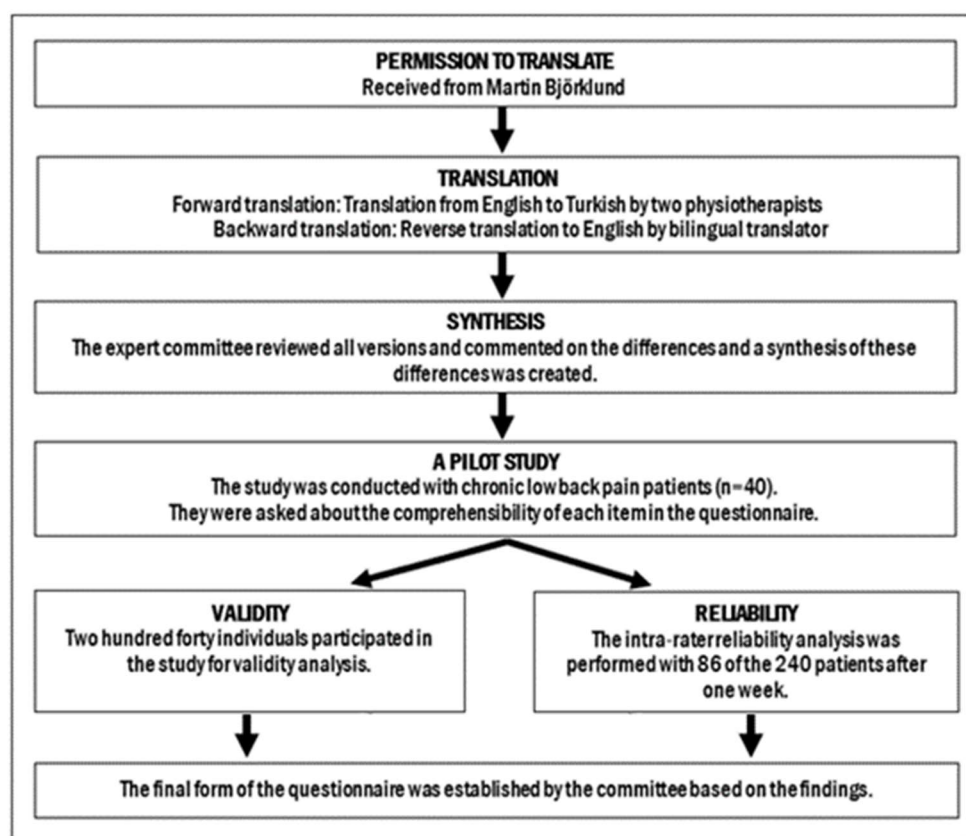 PERMISSION TO TRANSLATE
Received from Martin Björklund
TRANSLATION
Forward translation: Translation from English to Turkish by two physiotherapists
Backward translation: Reverse translation to English by bilingual translator
SYNTHESIS
The expert committee reviewed all versions and commented on the differences and a synthesis of these
differences was created.
A PILOT STUDY
The study was conducted with chronic low back pain patients (n=40).
They were asked about the comprehensibility of each item in the questionnaire.
VALIDITY
Two hundred forty individuals participated in
the study for validity analysis.
RELIABILITY
The intra-rater reliability analysis was
performed with 86 of the 240 patients after
one week.
The final form of the questionnaire was established by the committee based on the findings.